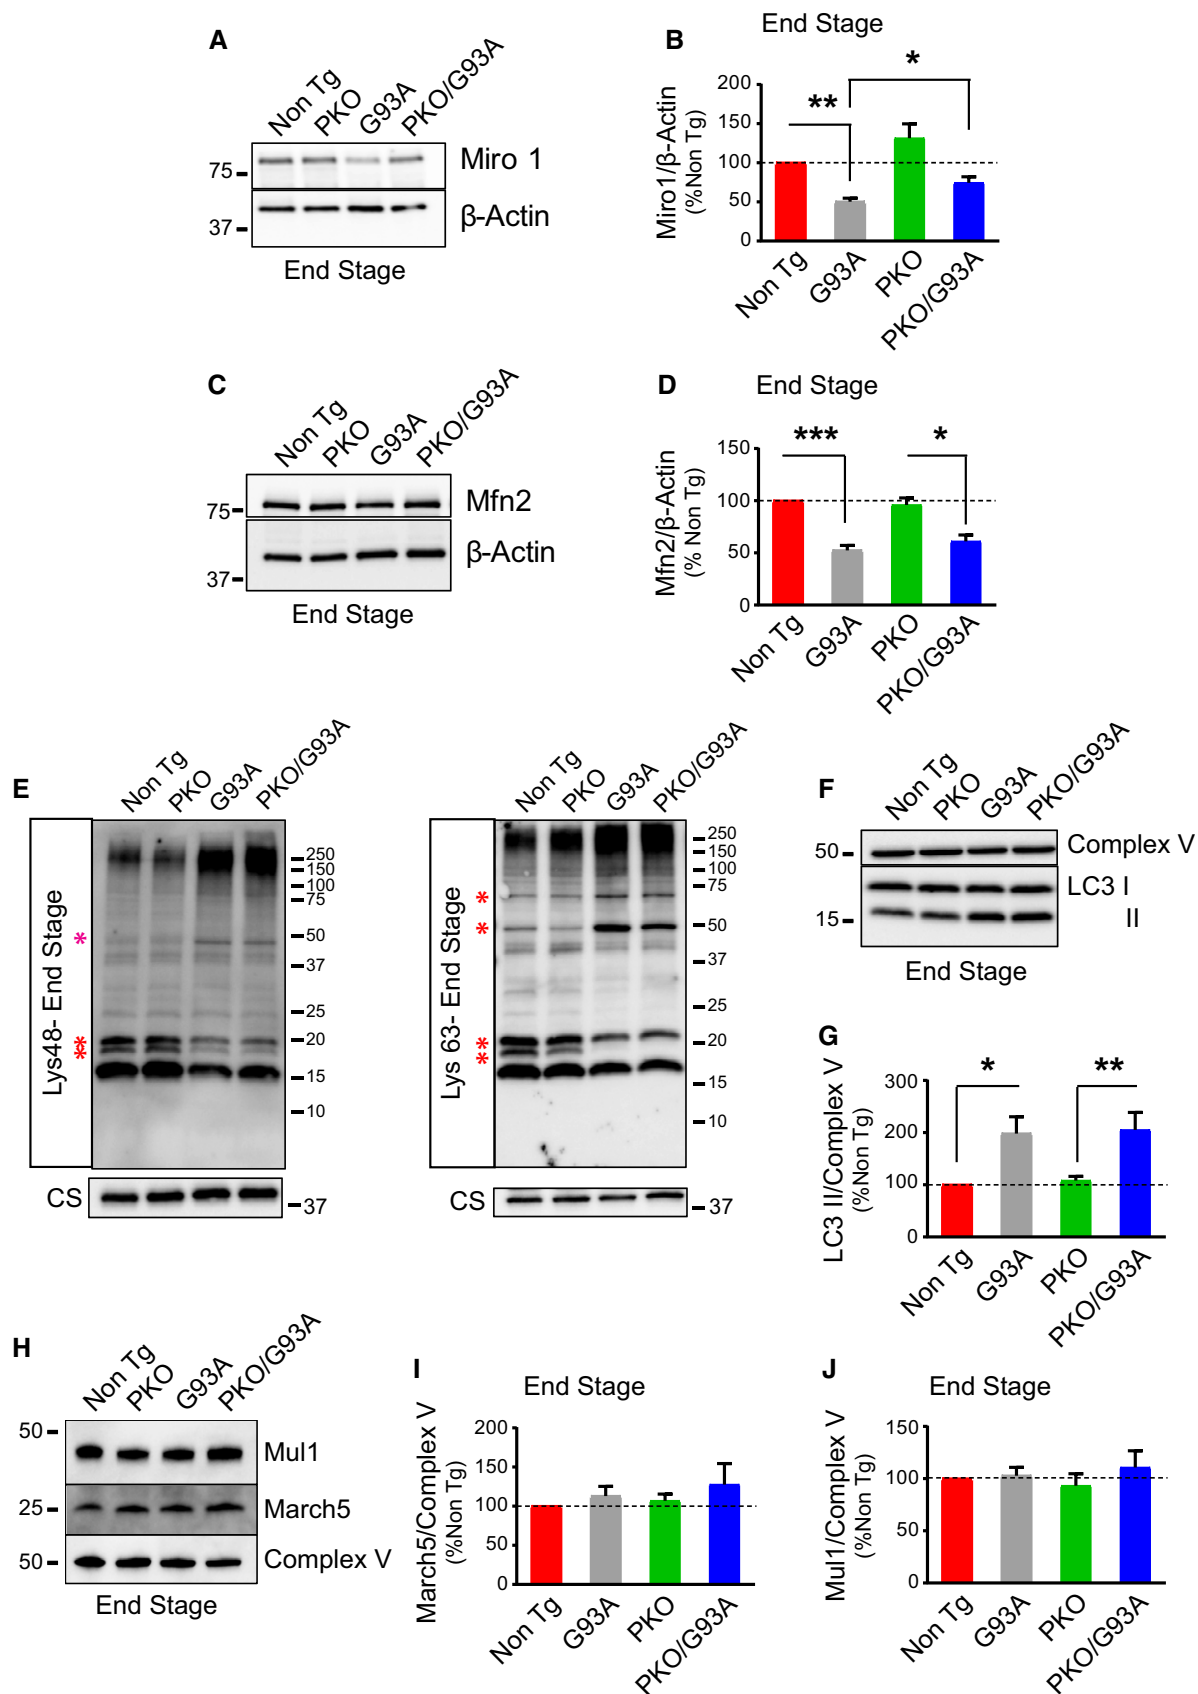 A
Non Tg
PKO
G93A
PKO/G93A
75
Miro 1
37
β-Actin
End Stage
B
End Stage
Miro1/β-Actin
(%Non Tg)
200
150
100
50
0
**
*
Non Tg
G93A
PKO
PKO/G93A
C
Non Tg
PKO
G93A
PKO/G93A
75
Mfn2
37
β-Actin
End Stage
D
End Stage
Mfn2/β-Actin
(% Non Tg)
150
100
50
0
***
*
Non Tg
G93A
PKO
PKO/G93A
E
Non Tg
PKO
G93A
PKO/G93A
Lys48- End Stage
*
*
*
250
150
100
75
50
37
25
20
15
10
CS
37
Non Tg
PKO
G93A
PKO/G93A
Lys 63- End Stage
*
*
*
*
250
150
100
75
50
37
25
20
15
10
CS
37
F
Non Tg
PKO
G93A
PKO/G93A
50
Complex V
LC3 I
15
II
End Stage
G
LC3 II/Complex V
(%Non Tg)
300
200
100
0
*
**
Non Tg
G93A
PKO
PKO/G93A
H
Non Tg
PKO
G93A
PKO/G93A
50
Mul1
25
March5
50
Complex V
End Stage
I
End Stage
March5/Complex V
(%Non Tg)
200
150
100
50
0
Non Tg
G93A
PKO
PKO/G93A
J
End Stage
Mul1/Complex V
(%Non Tg)
150
100
50
0
Non Tg
G93A
PKO
PKO/G93A